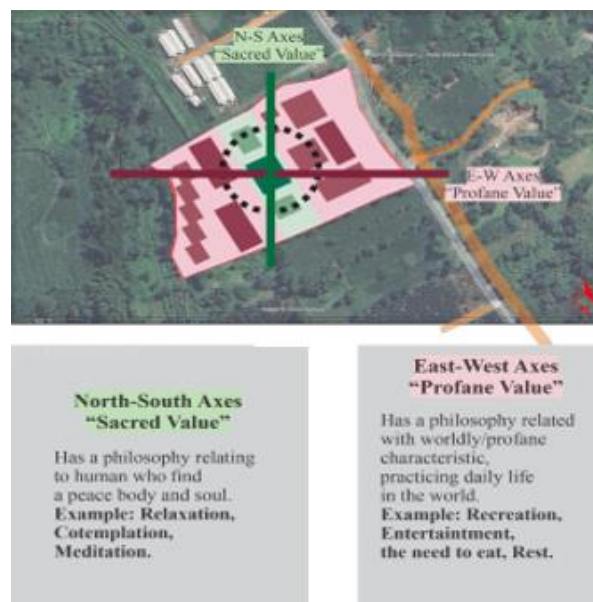 N-S Axes
“Sacred Value”
E-W Axes
“Profane Value”
North-South Axes
“Sacred Value”
Has a philosophy relating
to human who find
a peace body and soul.
Example: Relaxation,
Cotemplation,
Meditation.
East-West Axes
“Profane Value”
Has a philosophy related
with worldly/profane
characteristic,
practicing daily life
in the world.
Example: Recreation,
Entertaintment,
the need to eat, Rest.